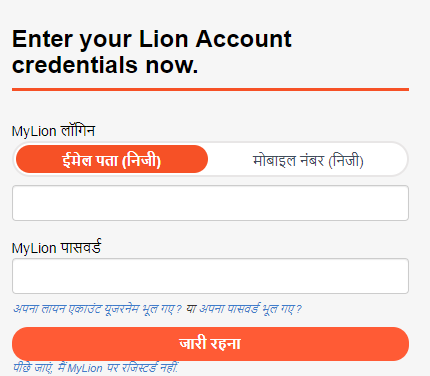 Enter your Lion Account
credentials now.
MyLion लॉगिन
ईमेल पता (निजी) मोबाइल नंबर (निजी)
MyLion पासवर्ड
अपना लायन एकाउंट यूजरनेम भूल गए? या अपना पासवर्ड भूल गए?
जारी रहना
पीछे जाएं, मैं MyLion पर रजिस्टर्ड नहीं.